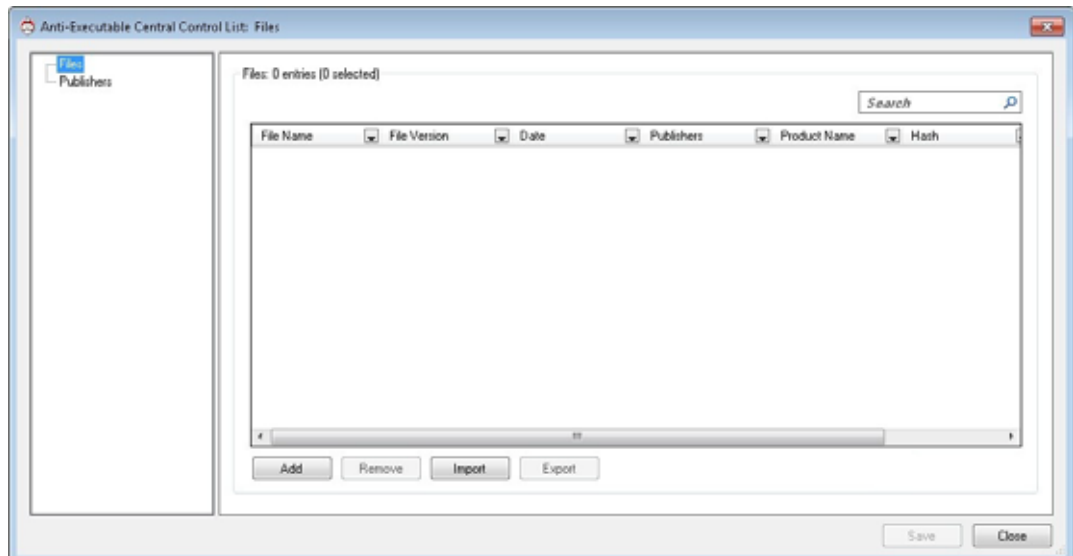 Anti-Executable Central Control List: Files
Files
Publishers
Files: 0 entries (0 selected)
Search
File Name File Version Date Publishers Product Name Hash
Add Remove Import Export
Save Close